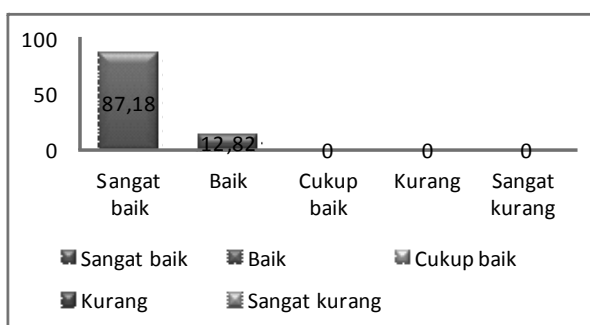 100
87,18
50
12,82
0 0 0 0
Sangat baik Baik Cukup baik Kurang Sangat kurang
Sangat baik Baik Cukup baik
Kurang Sangat kurang